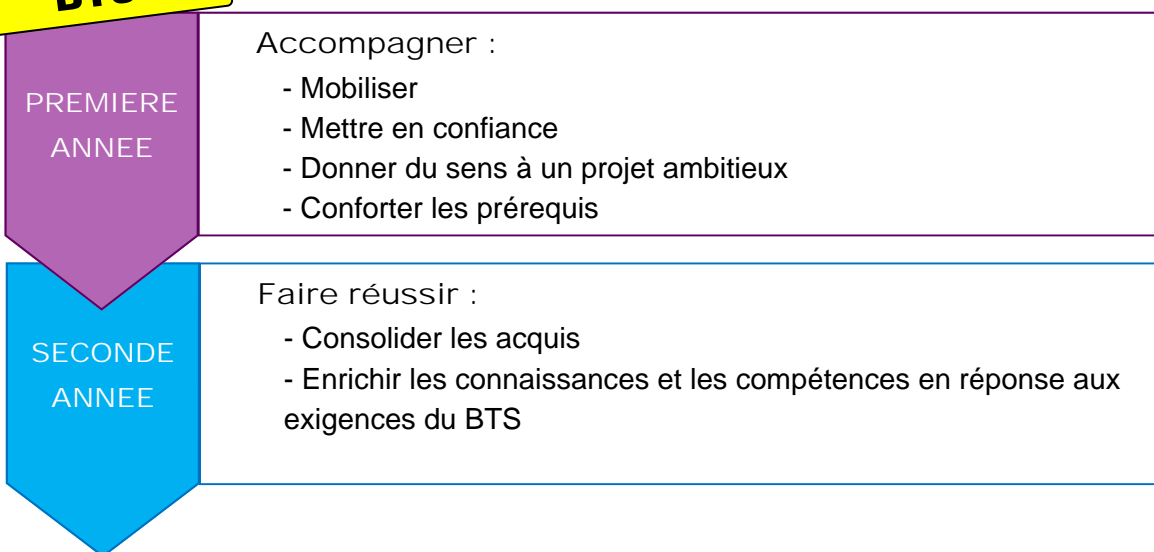 BTS
PREMIERE
ANNEE
Accompagner :
- Mobiliser
- Mettre en confiance
- Donner du sens à un projet ambitieux
- Conforter les prérequis
SECONDE
ANNEE
Faire réussir :
- Consolider les acquis
- Enrichir les connaissances et les compétences en réponse aux
exigences du BTS